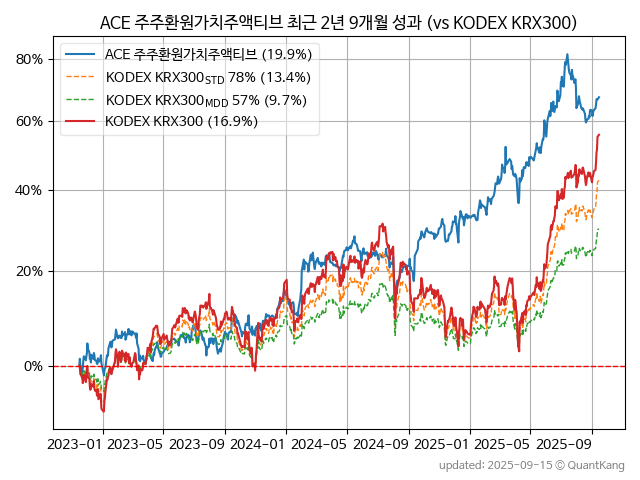 ACE 주주환원가치주액티브 최근 2년 9개월 성과 (vs KODEX KRX300)
ACE 주주환원가치주액티브 (19.9%)
KODEX KRX300STD 78% (13.4%)
KODEX KRX300MDD 57% (9.7%)
KODEX KRX300 (16.9%)
80%
60%
40%
20%
0%
2023-01 2023-05 2023-09 2024-01 2024-05 2024-09 2025-01 2025-05 2025-09
updated: 2025-09-15 © QuantKang